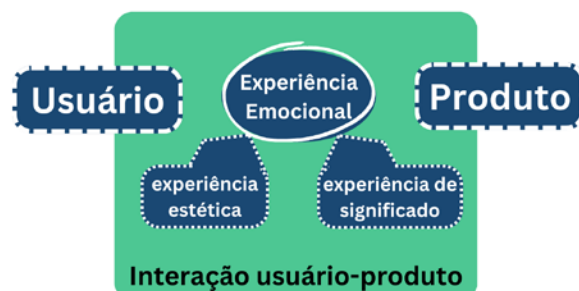 Usuário
Experiência
Emocional
Produto
experiência
estética
experiência de
significado
Interação usuário-produto